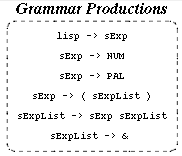 Grammar Productions
lisp -> sExp
sExp -> NUM
sExp -> PAL
sExp -> ( sExpList )
sExpList -> sExp sExpList
sExpList -> &